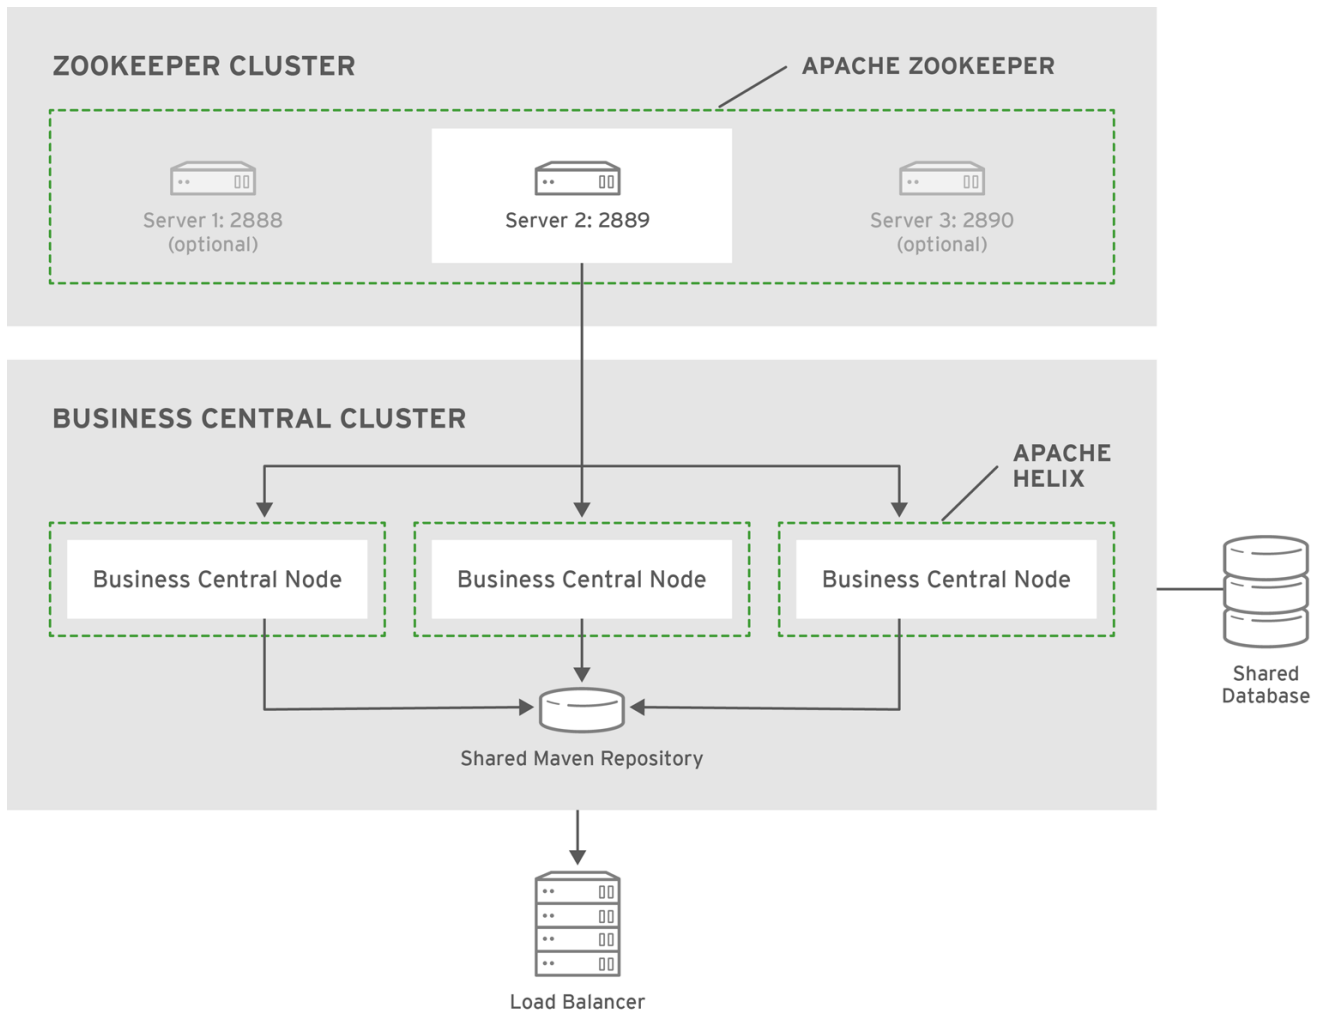 ZOOKEEPER CLUSTER
APACHE ZOOKEEPER
Server 1: 2888
(optional)
Server 2: 2889
Server 3: 2890
(optional)
BUSINESS CENTRAL CLUSTER
APACHE
HELIX
Business Central Node
Business Central Node
Business Central Node
Shared
Database
Shared Maven Repository
Load Balancer